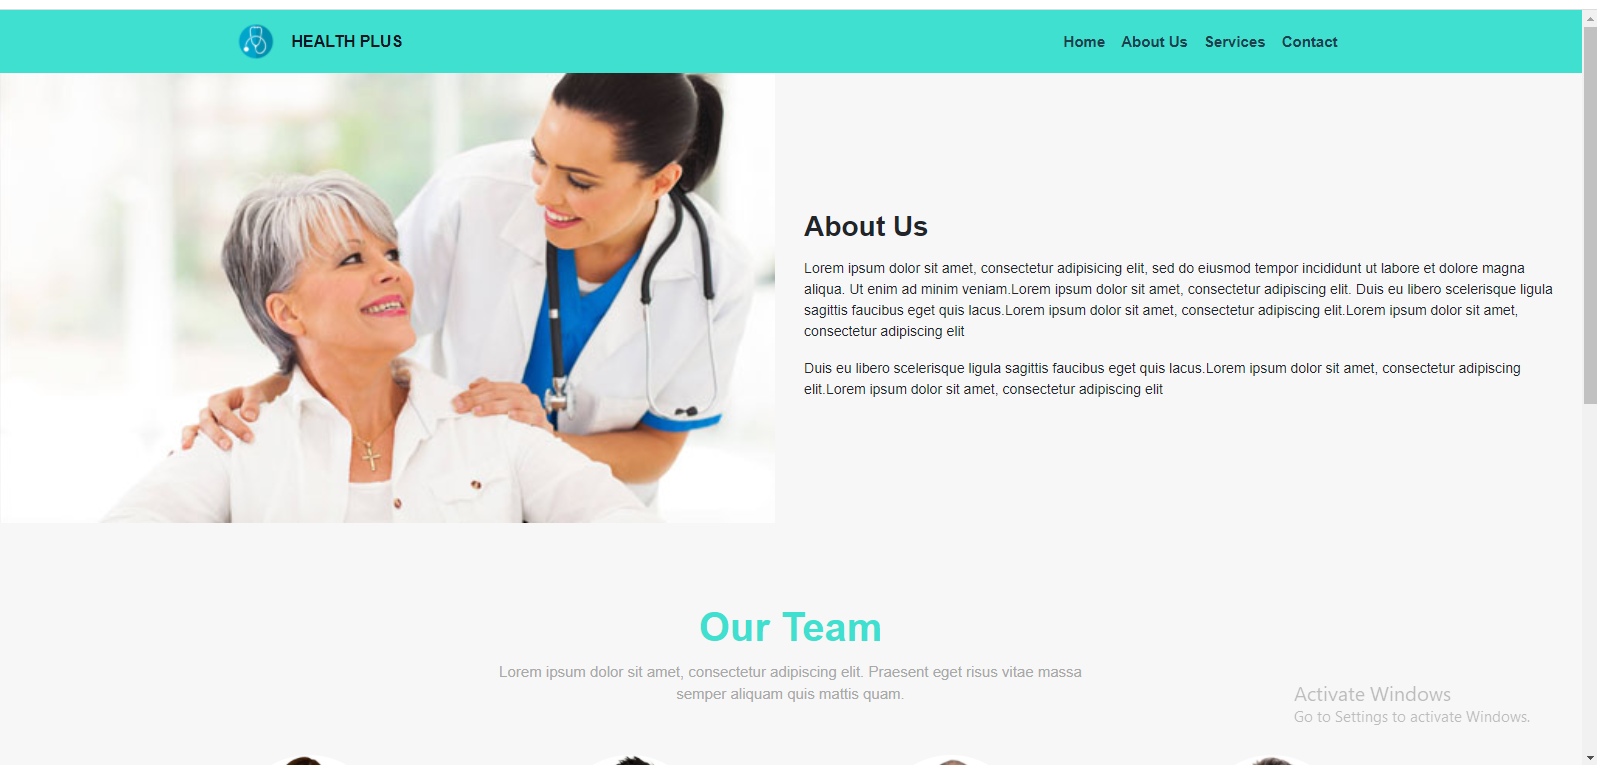 HEALTH PLUS
Home About Us Services Contact
About Us
Lorem ipsum dolor sit amet, consectetur adipisicing elit, sed do eiusmod tempor incididunt ut labore et dolore magna
aliqua. Ut enim ad minim veniam.Lorem ipsum dolor sit amet, consectetur adipiscing elit. Duis eu libero scelerisque ligula
sagittis faucibus eget quis lacus.Lorem ipsum dolor sit amet, consectetur adipiscing elit.Lorem ipsum dolor sit amet,
consectetur adipiscing elit
Duis eu libero scelerisque ligula sagittis faucibus eget quis lacus.Lorem ipsum dolor sit amet, consectetur adipiscing
elit.Lorem ipsum dolor sit amet, consectetur adipiscing elit
Our Team
Lorem ipsum dolor sit amet, consectetur adipiscing elit. Praesent eget risus vitae massa
semper aliquam quis mattis quam.
Activate Windows
Go to Settings to activate Windows.